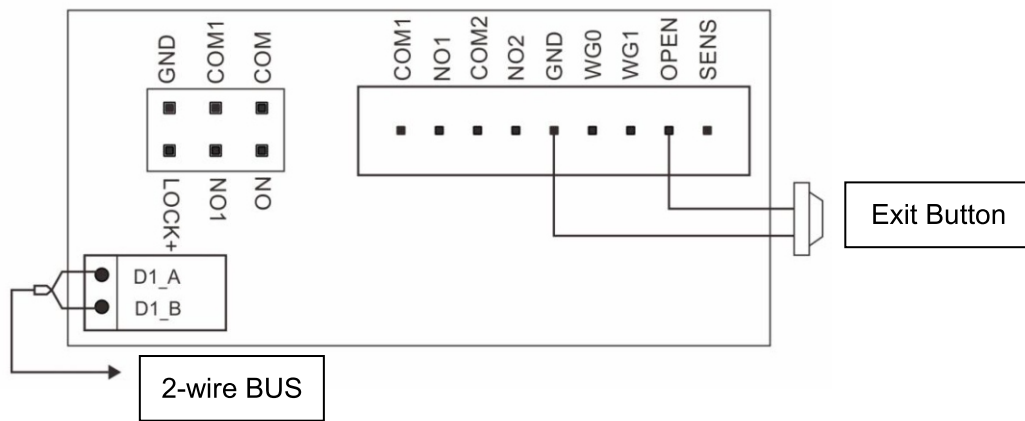 GND
COM1
COM
LOCK+
NO1
NO
COM1
NO1
COM2
NO2
GND
WG0
WG1
OPEN
SENS
Exit Button
D1_A
D1_B
2-wire BUS